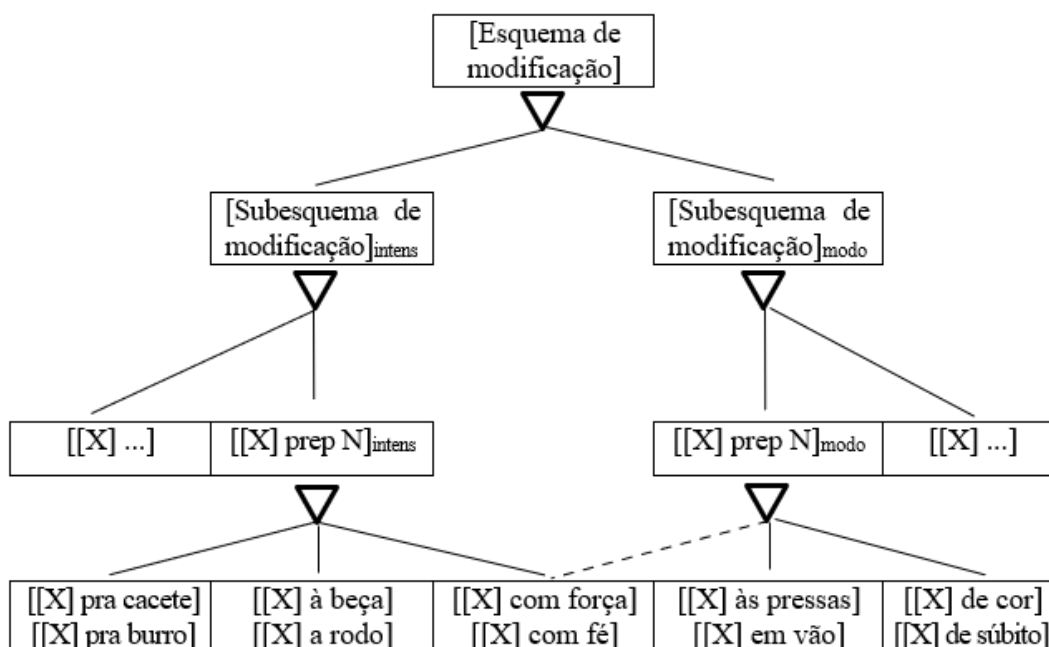 [Esquema de
modificação]
[Subesquema de
modificação]intens
[Subesquema de
modificação]modo
[[X] ...]
[[X] prep N]intens
[[X] prep N]modo
[[X] ...]
[[X] pra cacete]
[[X] pra burro]
[[X] à beça]
[[X] a rodo]
[[X] com força]
[[X] com fé]
[[X] às pressas]
[[X] em vão]
[[X] de cor]
[[X] de súbito]